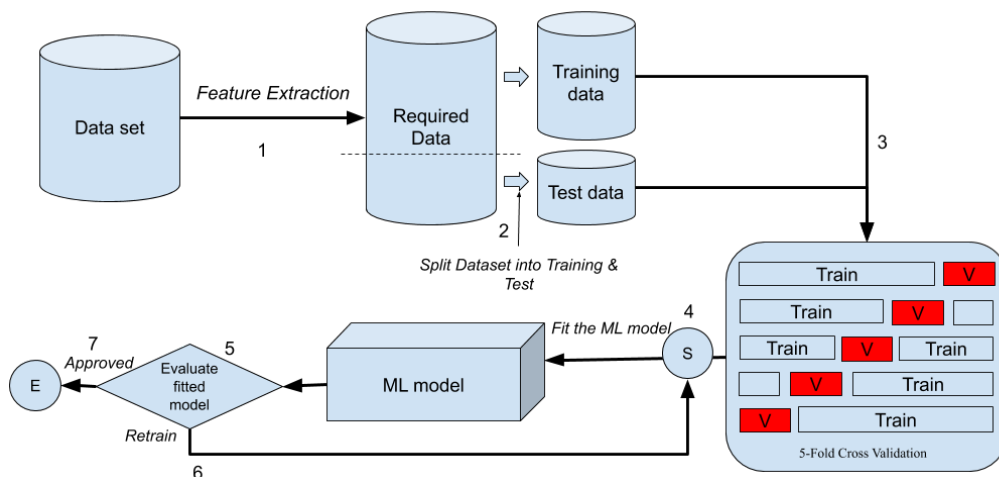 Data set
Feature Extraction
1
Required
Data
Training
data
Test data
2
Split Dataset into Training &
Test
3
Train
V
Train
V
Train
V
Train
V
Train
V
Train
5-Fold Cross Validation
4
S
Fit the ML model
ML model
5
Evaluate
fitted
model
7
Approved
E
Retrain
6